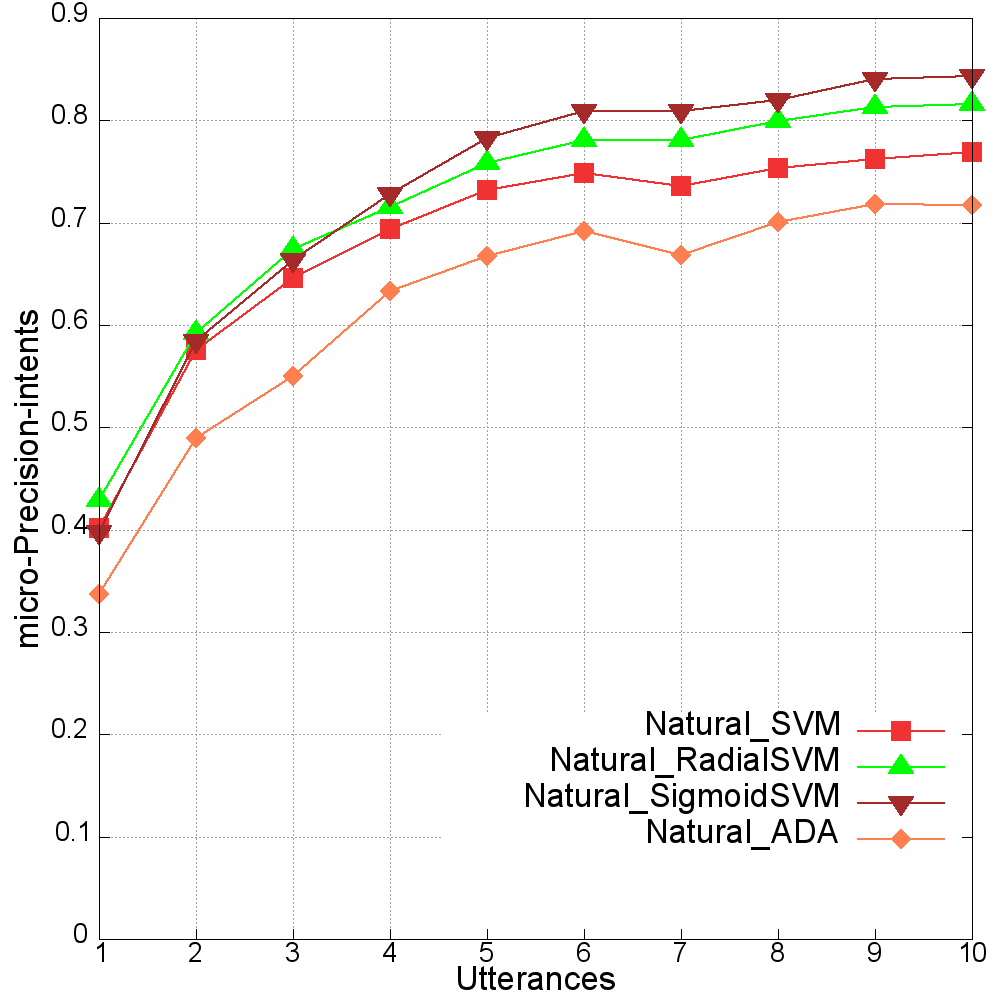 0.9
0.8
0.7
0.6
0.5
0.4
0.3
0.2
0.1
0
micro-Precision-intents
Natural_SVM
Natural_RadialSVM
Natural_SigmoidSVM
Natural_ADA
1 2 3 4 5 6 7 8 9 10
Utterances